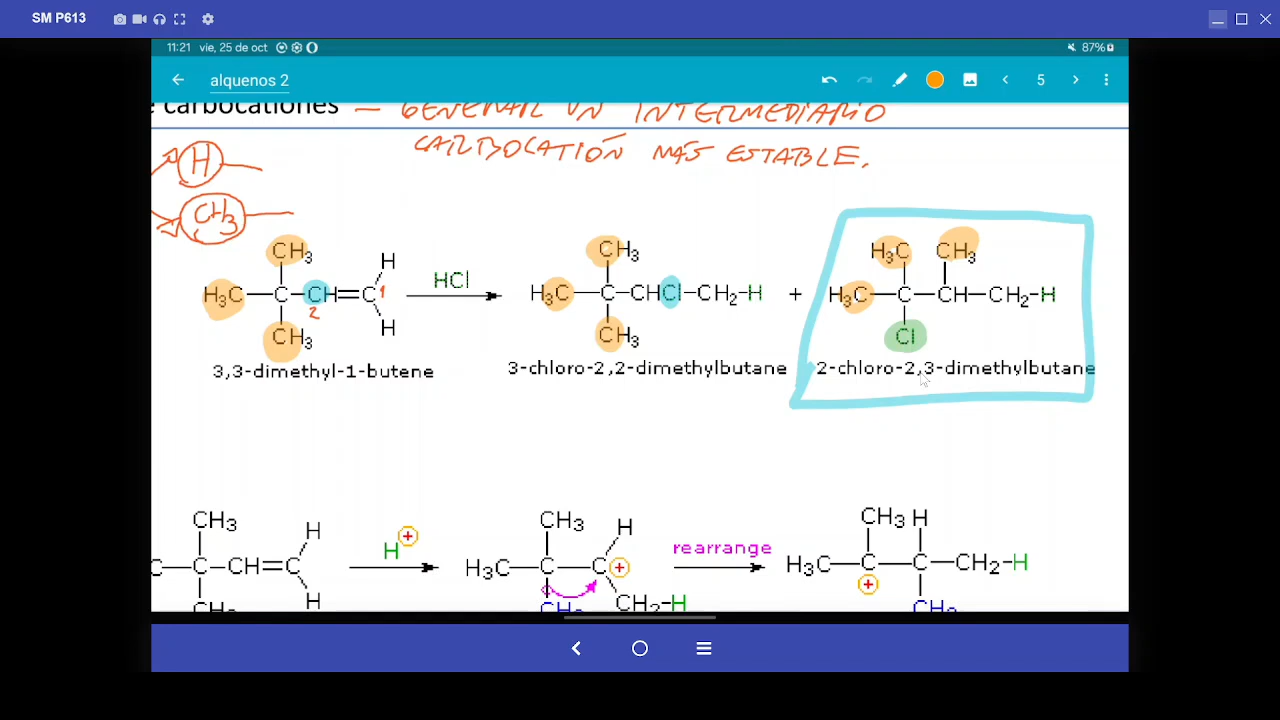 SM P613
11:21 vie, 25 de oct 87%
alquenos 2 5
e carbocationes — GENERAR UN INTERMEDIARIO
CARBOCATIÓN MÁS ESTABLE.
H
CH3
CH3 H CH3 H3C CH3
H3C—C—CH=C 1 HCl H3C—C—CHCl—CH2—H + H3C—C—CH—CH2—H
2
CH3 H CH3 Cl
3,3-dimethyl-1-butene 3-chloro-2,2-dimethylbutane 2-chloro-2,3-dimethylbutane
CH3 H H+ CH3 H rearrange CH3 H
C—C—CH=C H3C—C—C+ H3C—C—C—CH2—H
CH3 H CH3 CH2—H + CH3